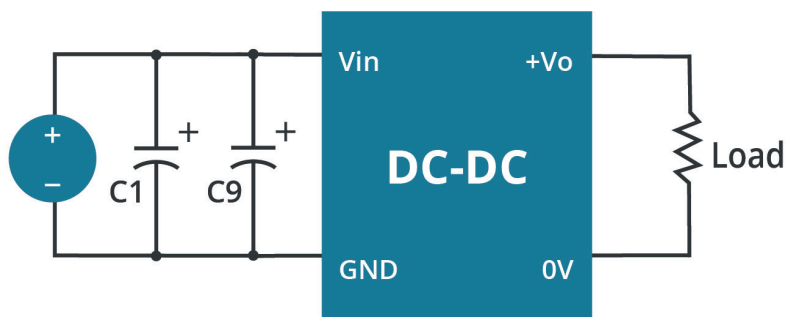 Vin
+Vo
+
+
+
DC-DC
Load
−
C1
C9
GND
0V